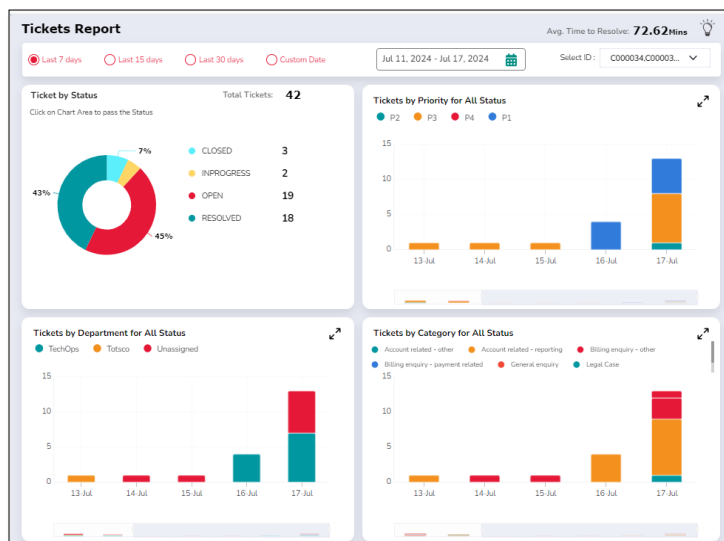 Tickets Report
Avg. Time to Resolve: 72.62Mins
Last 7 days Last 15 days Last 30 days Custom Date
Jul 11, 2024 - Jul 17, 2024
Select ID : C000034,C00003...
Ticket by Status
Total Tickets: 42
Click on Chart Area to pass the Status
7%
43%
45%
CLOSED 3
INPROGRESS 2
OPEN 19
RESOLVED 18
Tickets by Priority for All Status
P2 P3 P4 P1
15
10
5
0
13-Jul 14-Jul 15-Jul 16-Jul 17-Jul
Tickets by Department for All Status
TechOps Totsco Unassigned
15
10
5
0
13-Jul 14-Jul 15-Jul 16-Jul 17-Jul
Tickets by Category for All Status
Account related - other Account related - reporting Billing enquiry - other
Billing enquiry - payment related General enquiry Legal Case
15
10
5
0
13-Jul 14-Jul 15-Jul 16-Jul 17-Jul